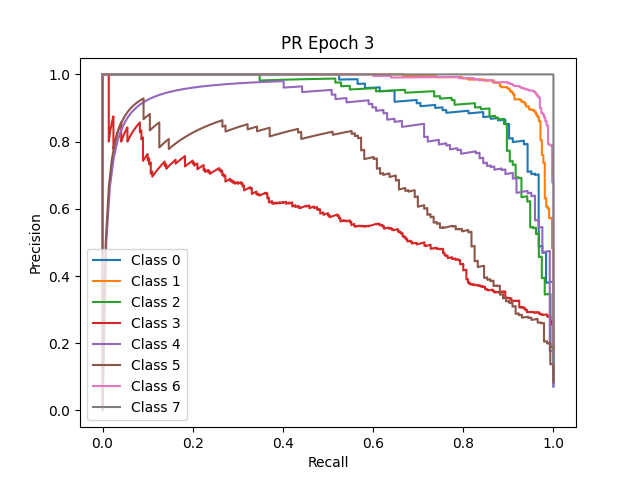 PR Epoch 3
Precision
1.0
0.8
0.6
0.4
0.2
0.0
Class 0
Class 1
Class 2
Class 3
Class 4
Class 5
Class 6
Class 7
0.0 0.2 0.4 0.6 0.8 1.0
Recall